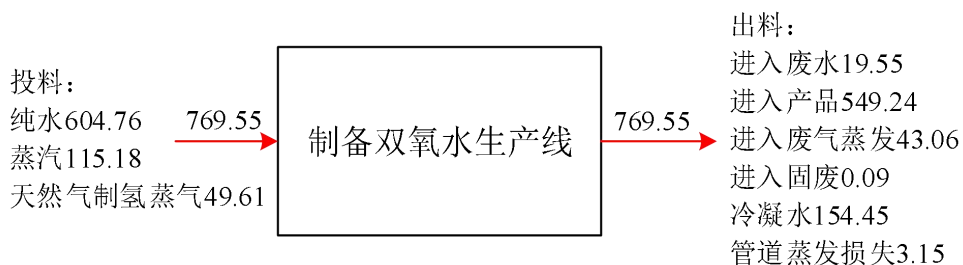 投料：
纯水604.76
蒸汽115.18
天然气制氢蒸气49.61
769.55
制备双氧水生产线
769.55
出料：
进入废水19.55
进入产品549.24
进入废气蒸发43.06
进入固废0.09
冷凝水154.45
管道蒸发损失3.15